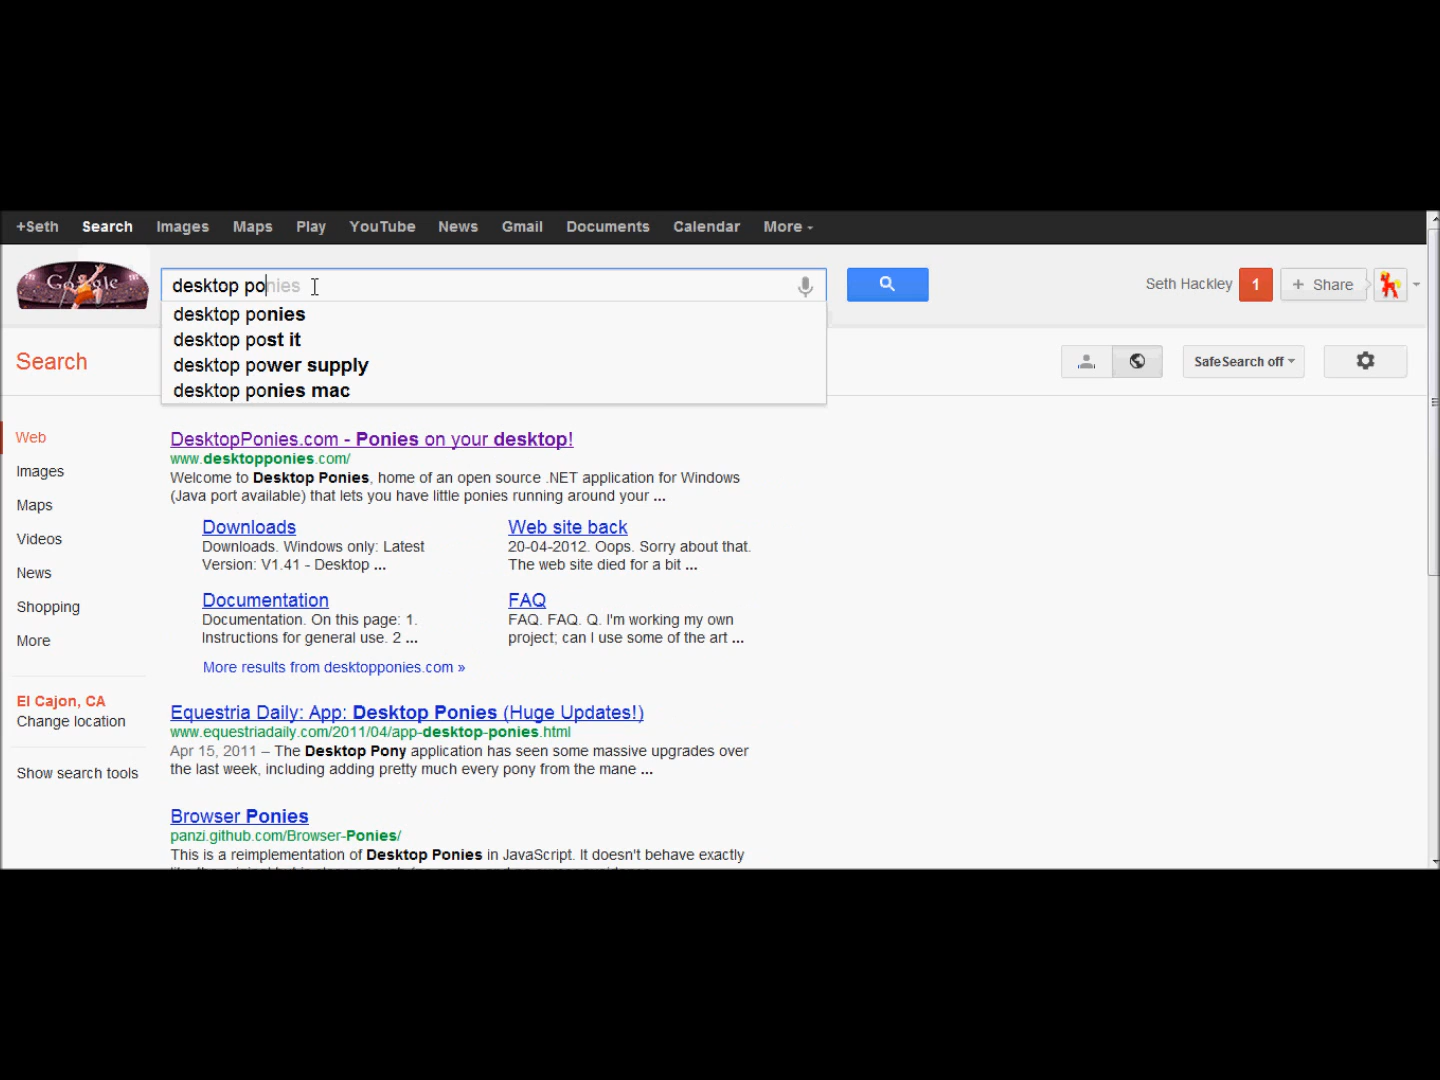 +Seth Search Images Maps Play YouTube News Gmail Documents Calendar More
Google
desktop ponies
Seth Hackley 1 + Share
desktop ponies
desktop post it
desktop power supply
desktop ponies mac
Search
SafeSearch off
Web
Images
Maps
Videos
News
Shopping
More
El Cajon, CA
Change location
Show search tools
DesktopPonies.com - Ponies on your desktop!
www.desktopponies.com/
Welcome to Desktop Ponies, home of an open source .NET application for Windows
(Java port available) that lets you have little ponies running around your ...
Downloads
Downloads. Windows only: Latest
Version: V1.41 - Desktop ...
Web site back
20-04-2012. Oops. Sorry about that.
The web site died for a bit ...
Documentation
Documentation. On this page: 1.
Instructions for general use. 2 ...
FAQ
FAQ. FAQ. Q. I'm working my own
project; can I use some of the art ...
More results from desktopponies.com »
Equestria Daily: App: Desktop Ponies (Huge Updates!)
www.equestriadaily.com/2011/04/app-desktop-ponies.html
Apr 15, 2011 – The Desktop Pony application has seen some massive upgrades over
the last week, including adding pretty much every pony from the mane ...
Browser Ponies
panzi.github.com/Browser-Ponies/
This is a reimplementation of Desktop Ponies in JavaScript. It doesn't behave exactly